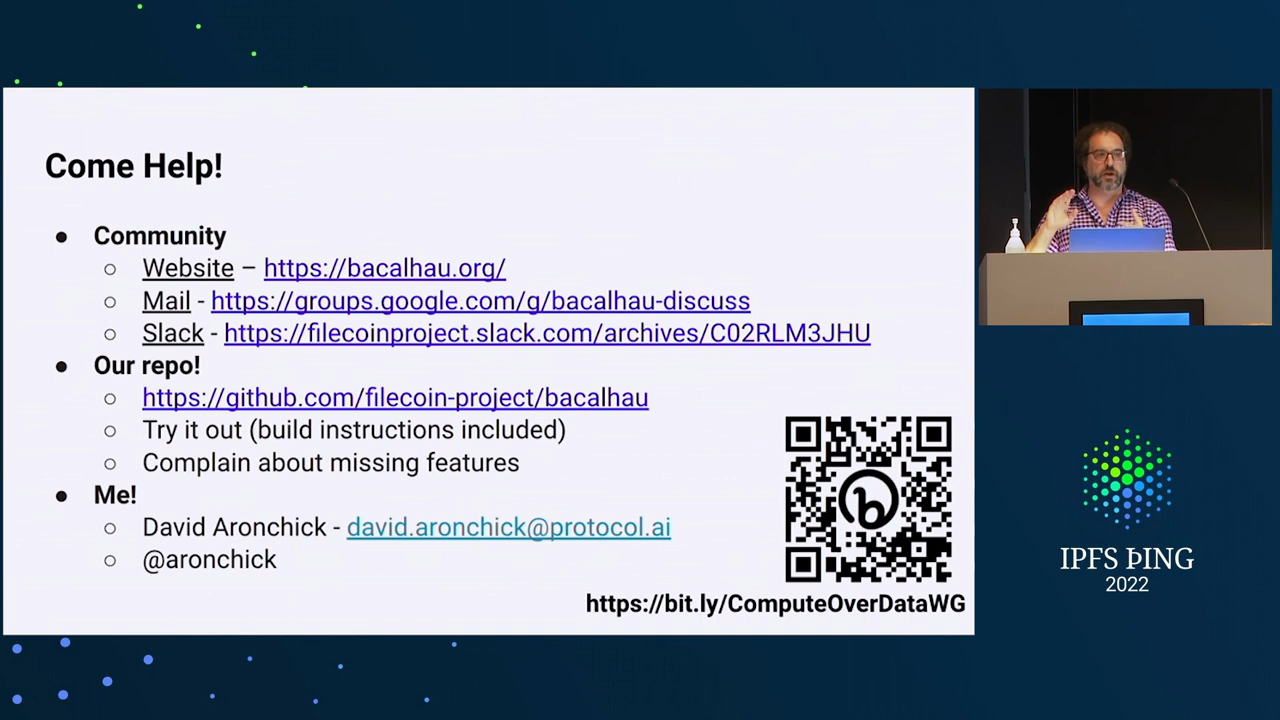 Come Help!
● Community
○ Website – https://bacalhau.org/
○ Mail - https://groups.google.com/g/bacalhau-discuss
○ Slack - https://filecoinproject.slack.com/archives/C02RLM3JHU
● Our repo!
○ https://github.com/filecoin-project/bacalhau
○ Try it out (build instructions included)
○ Complain about missing features
● Me!
○ David Aronchick - david.aronchick@protocol.ai
○ @aronchick
b
https://bit.ly/ComputeOverDataWG
IPFS ÞING
2022